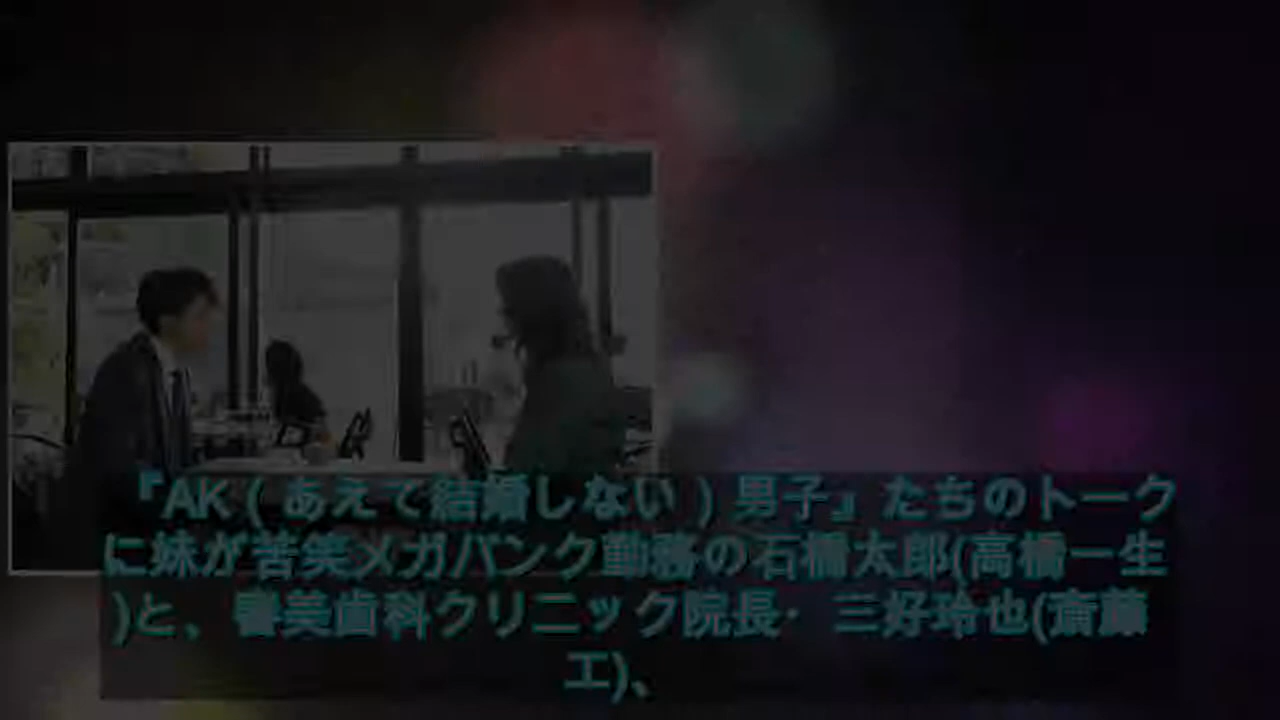 『AK(あえて結婚しない)男子』たちのトーク
に妹が苦笑メガバンク勤務の石橋太郎(高橋一生
)と、審美歯科クリニック院長·三好玲也(斎藤
工)、